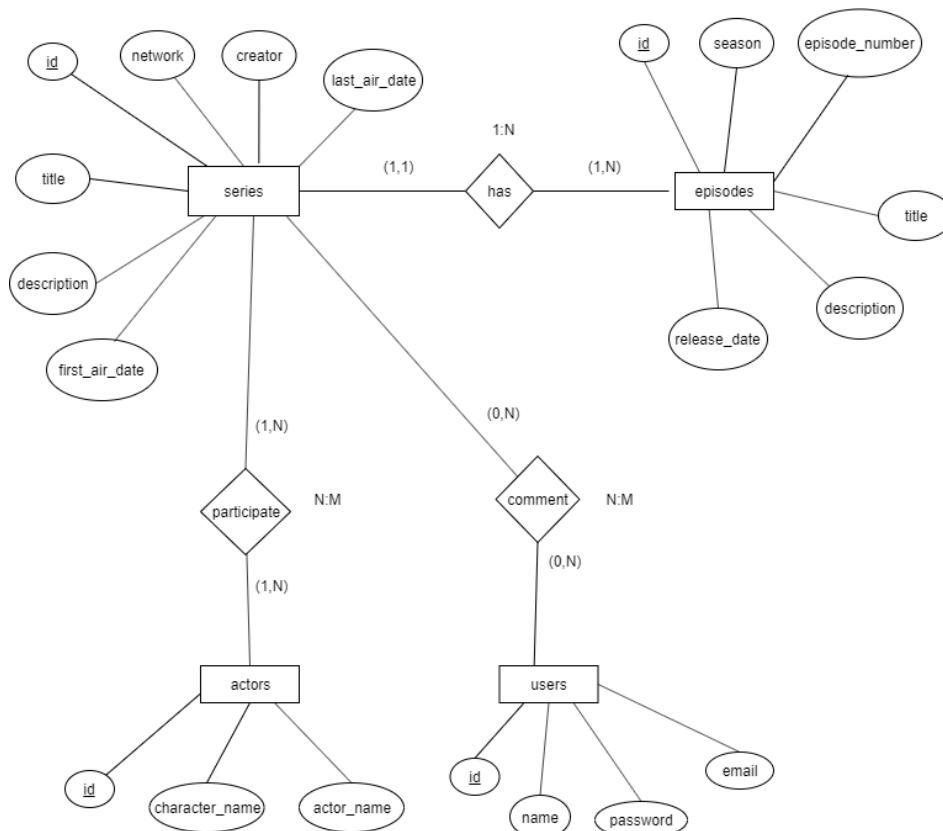 id
network
creator
last_air_date
title
series
description
first_air_date
(1,1)
1:N
has
(1,N)
id
season
episode_number
episodes
title
description
release_date
(1,N)
participate
N:M
(1,N)
(0,N)
comment
N:M
(0,N)
actors
id
character_name
actor_name
users
id
name
password
email